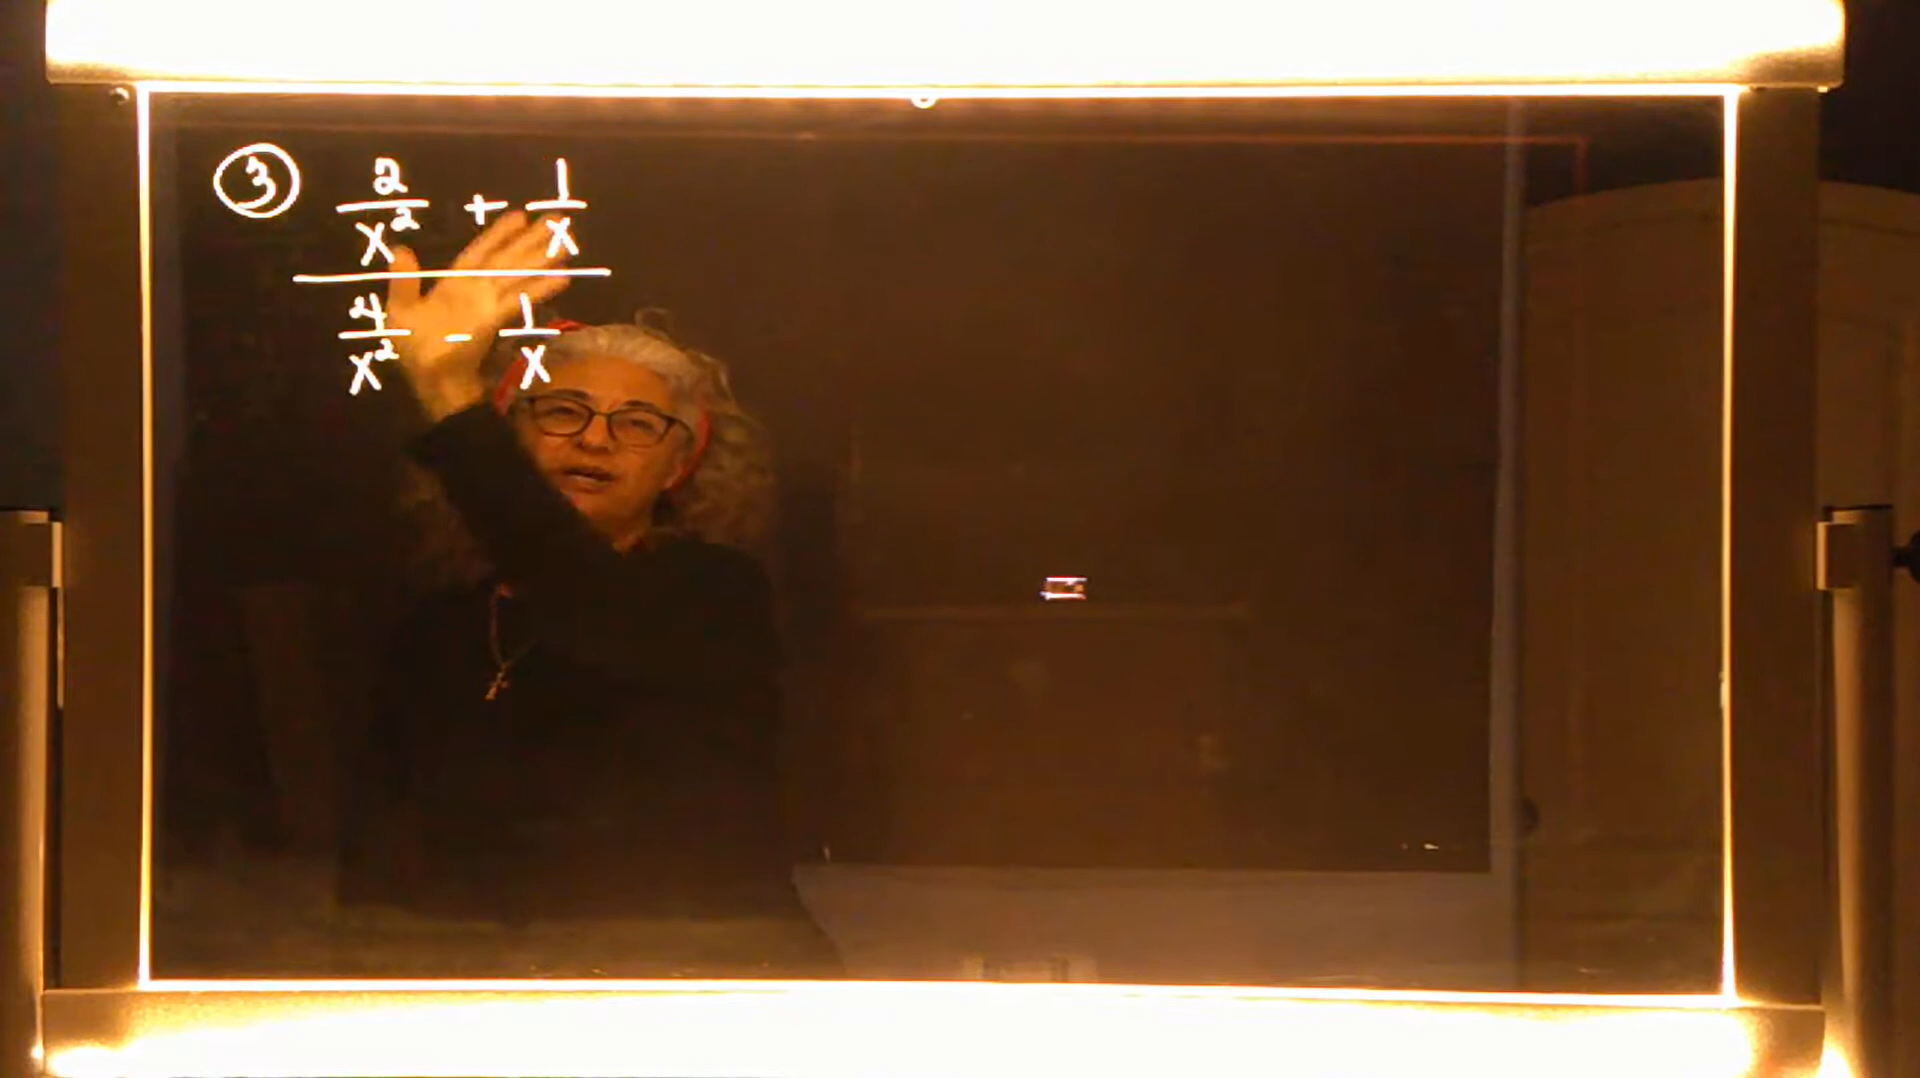 ③ 2/x² + 1/x
4/x² - 1/x